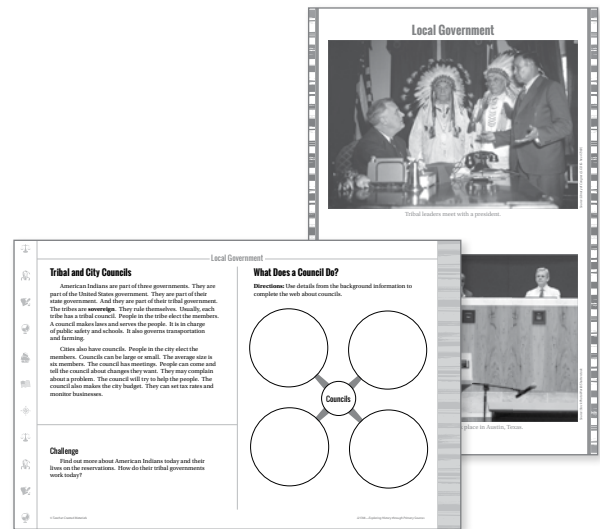 Local Government
Tribal leaders meet with a president.
place in Austin, Texas.
Local Government
Tribal and City Councils
American Indians are part of three governments. They are
part of the United States government. They are part of their
state government. And they are part of their tribal government.
The tribes are sovereign. They rule themselves. Usually, each
tribe has a tribal council. People in the tribe elect the members.
A council makes laws and serves the people. It is in charge
of public safety and schools. It also governs transportation
and farming.
Cities also have councils. People in the city elect the
members. Councils can be large or small. The average size is
six members. The council has meetings. People can come and
tell the council about changes they want. They may complain
about a problem. The council will try to help the people. The
council also makes the city budget. They can set tax rates and
monitor businesses.
Challenge
Find out more about American Indians today and their
lives on the reservations. How do their tribal governments
work today?
What Does a Council Do?
Directions: Use details from the background information to
complete the web about councils.
Councils